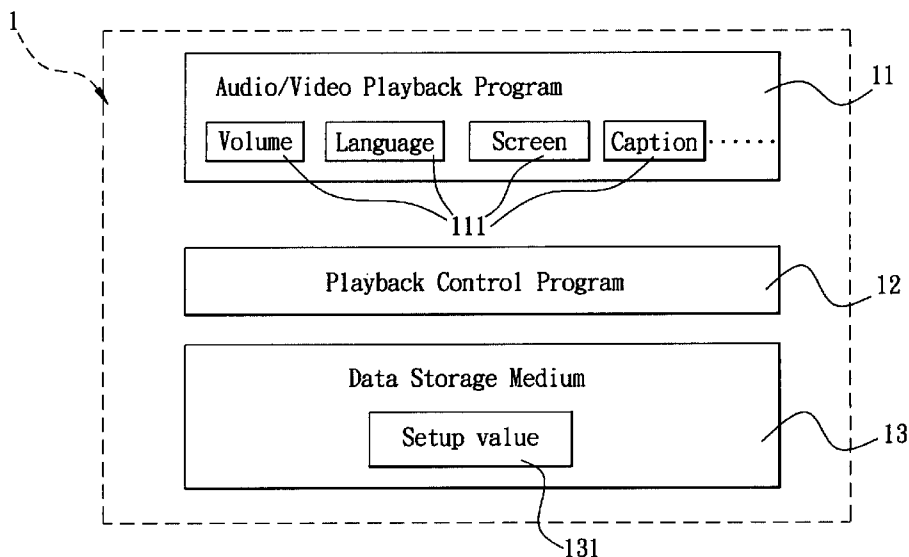 1
Audio/Video Playback Program
11
Volume Language Screen Caption ......
111
Playback Control Program
12
Data Storage Medium
Setup value
13
131